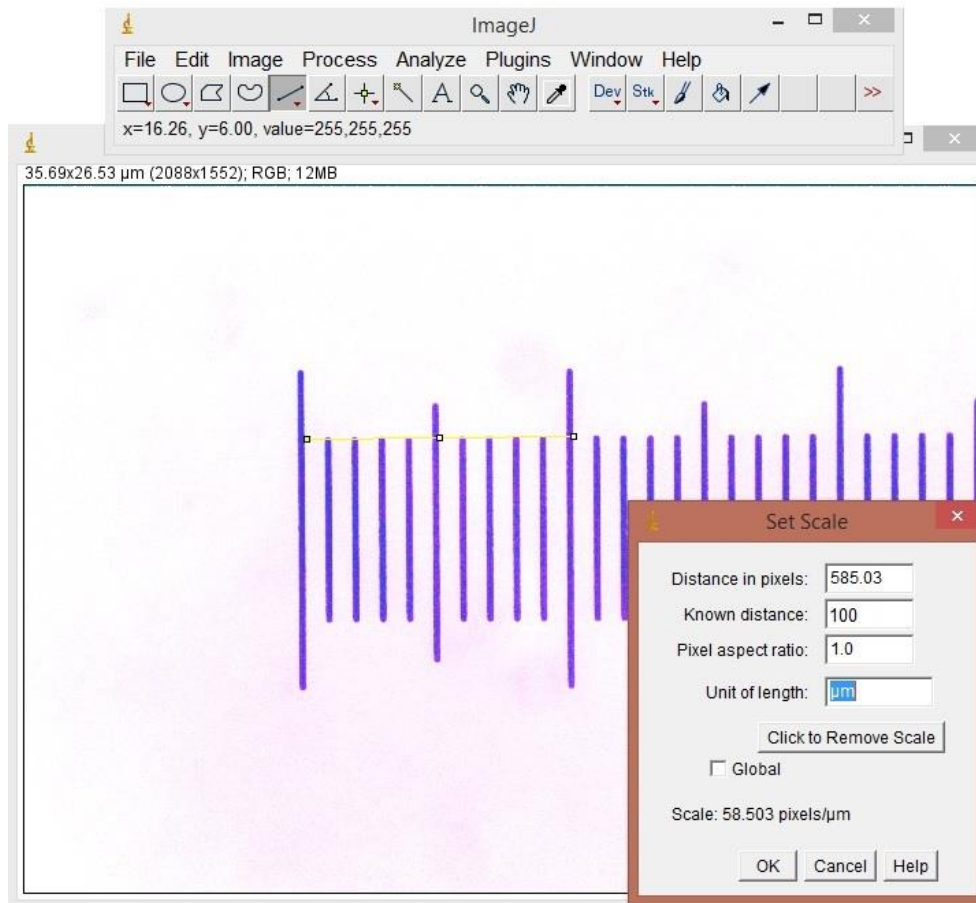 ImageJ
File Edit Image Process Analyze Plugins Window Help
A Dev Stk >>
x=16.26, y=6.00, value=255,255,255
35.69x26.53 µm (2088x1552); RGB; 12MB
Set Scale
Distance in pixels: 585.03
Known distance: 100
Pixel aspect ratio: 1.0
Unit of length: µm
Click to Remove Scale
Global
Scale: 58.503 pixels/µm
OK Cancel Help